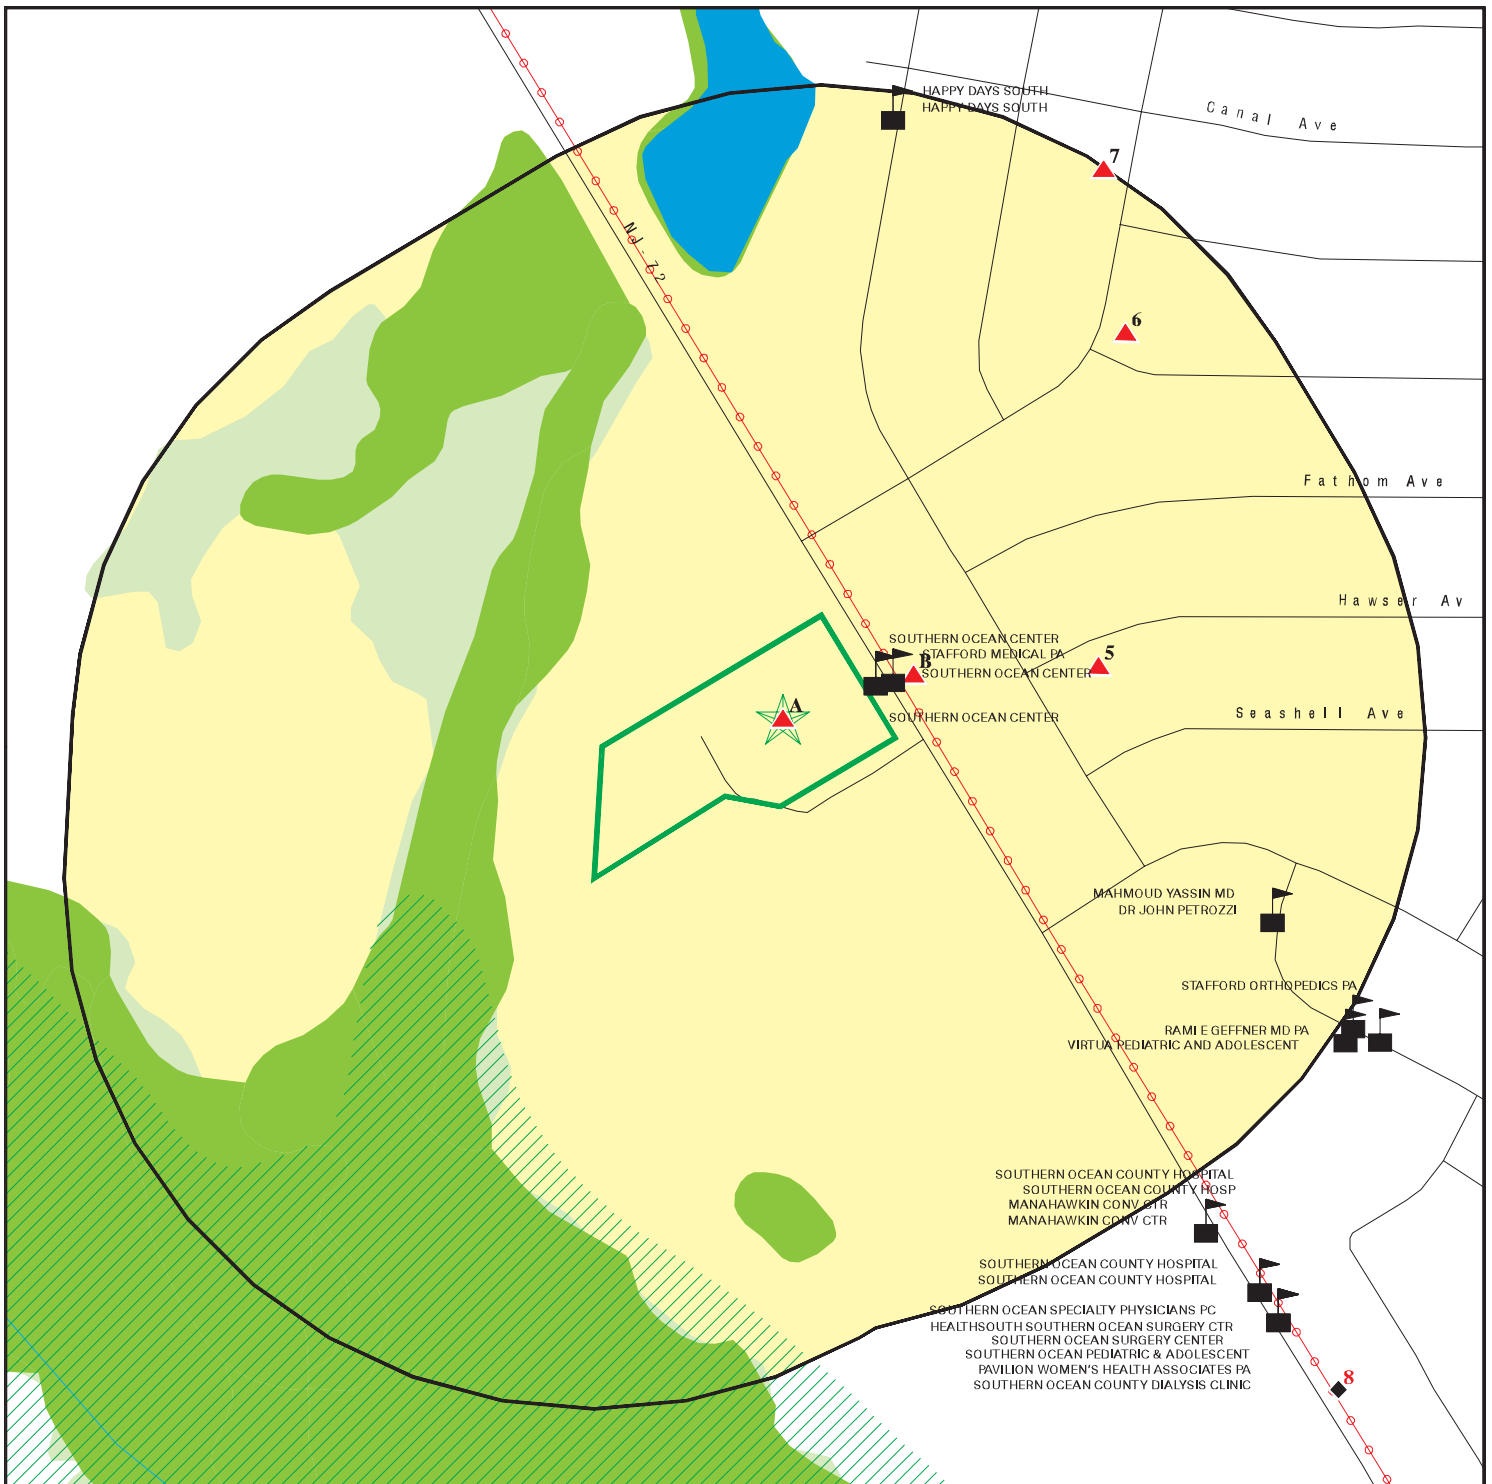 HAPPY DAYS SOUTH
HAPPY DAYS SOUTH
Canal Ave
7
NJ-72
6
Fathom Ave
Hawser Av
SOUTHERN OCEAN CENTER
STAFFORD MEDICAL PA
B
5
SOUTHERN OCEAN CENTER
A
SOUTHERN OCEAN CENTER
Seashell Ave
MAHMOUD YASSIN MD
DR JOHN PETROZZI
STAFFORD ORTHOPEDICS PA
RAMI E GEFFNER MD PA
VIRTUA PEDIATRIC AND ADOLESCENT
SOUTHERN OCEAN COUNTY HOSPITAL
SOUTHERN OCEAN COUNTY HOSP
MANAHAWKIN CONV CTR
MANAHAWKIN CONV CTR
SOUTHERN OCEAN COUNTY HOSPITAL
SOUTHERN OCEAN COUNTY HOSPITAL
SOUTHERN OCEAN SPECIALTY PHYSICIANS PC
HEALTHSOUTH SOUTHERN OCEAN SURGERY CTR
SOUTHERN OCEAN SURGERY CENTER
SOUTHERN OCEAN PEDIATRIC & ADOLESCENT
PAVILION WOMEN'S HEALTH ASSOCIATES PA
SOUTHERN OCEAN COUNTY DIALYSIS CLINIC
8